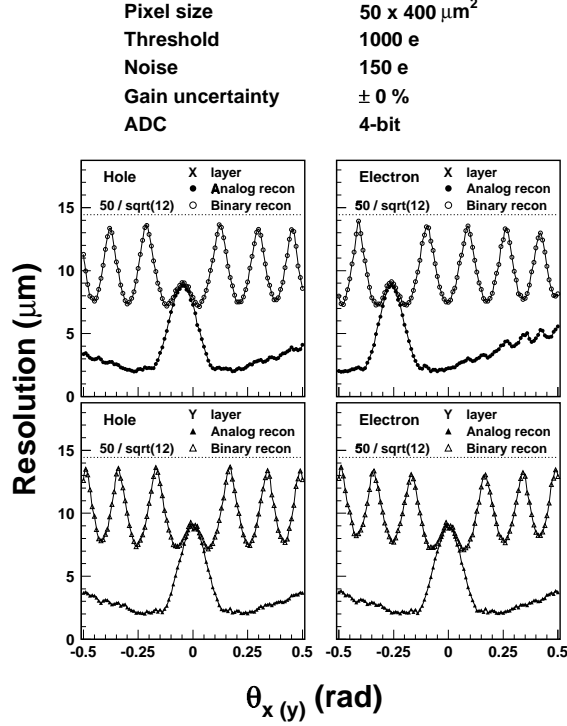 Pixel size 50 x 400 μm2
Threshold 1000 e
Noise 150 e
Gain uncertainty ± 0 %
ADC 4-bit
Hole X layer
Analog recon
50 / sqrt(12) Binary recon
Electron X layer
Analog recon
50 / sqrt(12) Binary recon
15
10
5
0
Hole Y layer
Analog recon
50 / sqrt(12) Binary recon
Electron Y layer
Analog recon
50 / sqrt(12) Binary recon
15
10
5
0
-0.5 -0.25 0 0.25 0.5
-0.5 -0.25 0 0.25 0.5
Resolution (μm)
θx (y) (rad)